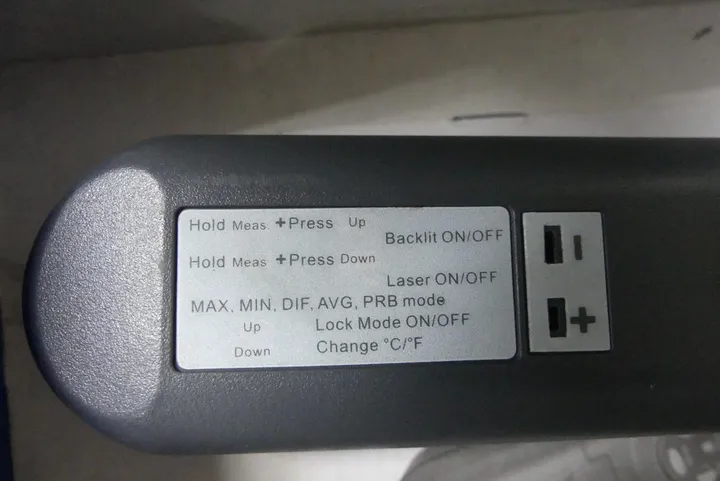 Hold Meas +Press Up
Backlit ON/OFF
Hold Meas +Press Down
Laser ON/OFF
MAX, MIN, DIF, AVG, PRB mode
Up Lock Mode ON/OFF
Down Change °C/°F
-
+